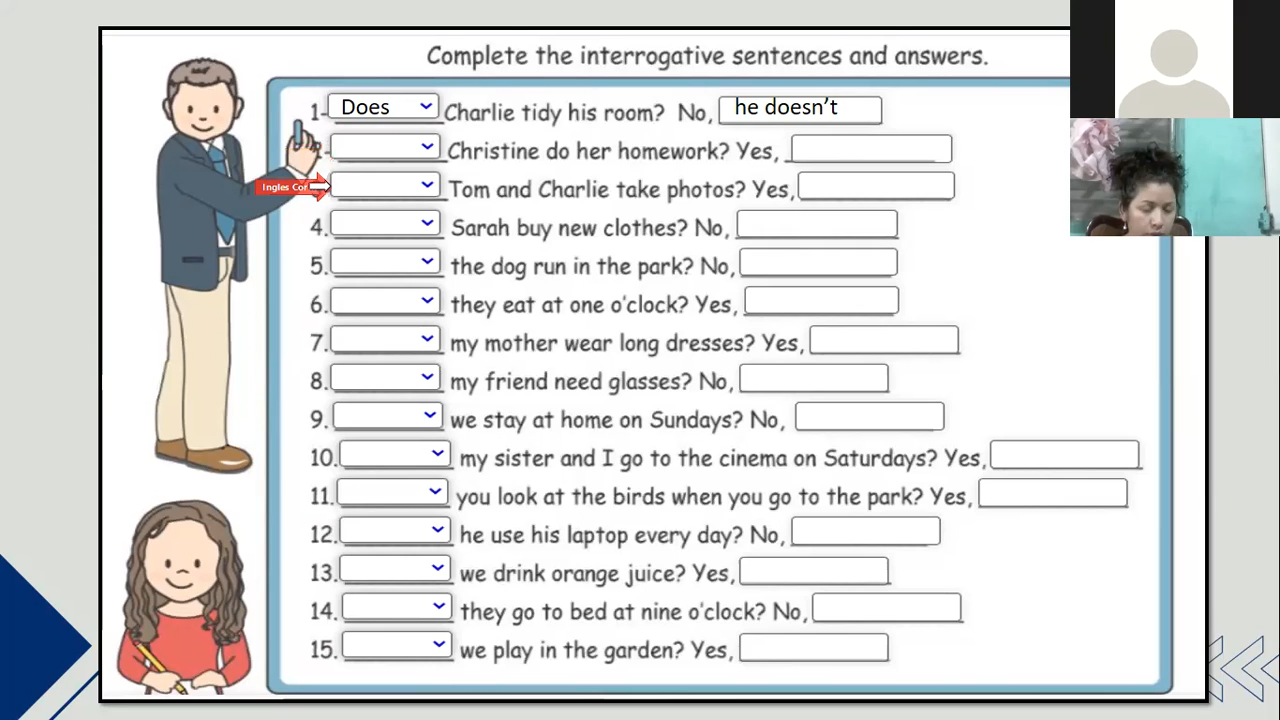 Complete the interrogative sentences and answers.
1- Does Charlie tidy his room? No, he doesn't
- Christine do her homework? Yes,
Ingles Cor Tom and Charlie take photos? Yes,
4. Sarah buy new clothes? No,
5. the dog run in the park? No,
6. they eat at one o'clock? Yes,
7. my mother wear long dresses? Yes,
8. my friend need glasses? No,
9. we stay at home on Sundays? No,
10. my sister and I go to the cinema on Saturdays? Yes,
11. you look at the birds when you go to the park? Yes,
12. he use his laptop every day? No,
13. we drink orange juice? Yes,
14. they go to bed at nine o'clock? No,
15. we play in the garden? Yes,